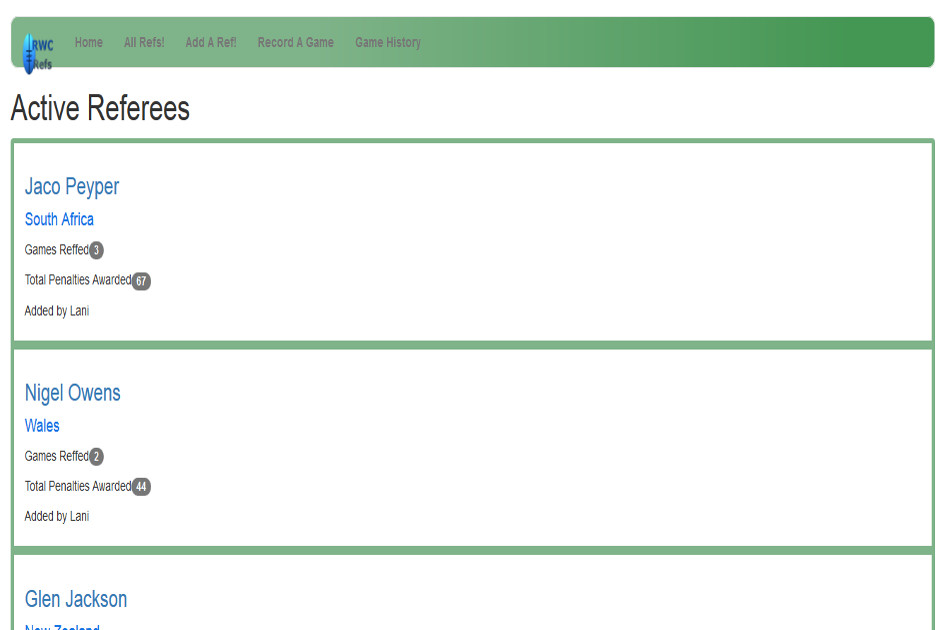 RWC
Refs
Home All Refs! Add A Ref! Record A Game Game History
Active Referees
Jaco Peyper
South Africa
Games Reffed 3
Total Penalties Awarded 67
Added by Lani
Nigel Owens
Wales
Games Reffed 2
Total Penalties Awarded 44
Added by Lani
Glen Jackson
New Zealand